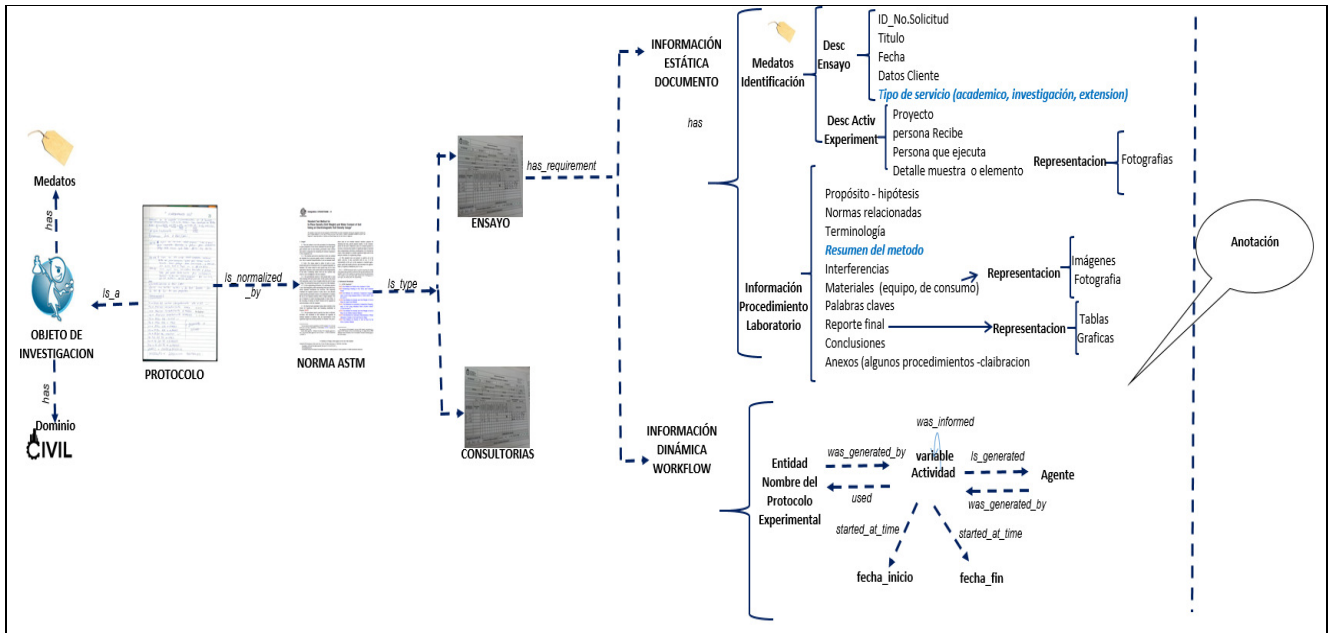 Medatos
has
OBJETO DE
INVESTIGACION
has
Dominio
CIVIL
Is_a
PROTOCOLO
Is_normalized
_by
NORMA ASTM
Is_type
ENSAYO
CONSULTORIAS
has_requirement
INFORMACIÓN
ESTÁTICA
DOCUMENTO
has
Medatos
Identificación
Desc
Ensayo
ID_No.Solicitud
Titulo
Fecha
Datos Cliente
Tipo de servicio (academico, investigación, extension)
Desc Activ
Experiment
Proyecto
persona Recibe
Persona que ejecuta
Detalle muestra o elemento
Representacion
Fotografias
Información
Procedimiento
Laboratorio
Propósito - hipótesis
Normas relacionadas
Terminología
Resumen del metodo
Interferencias
Materiales (equipo, de consumo)
Palabras claves
Reporte final
Conclusiones
Anexos (algunos procedimientos -claibracion
Representacion
Imágenes
Fotografia
Representacion
Tablas
Graficas
Anotación
INFORMACIÓN
DINÁMICA
WORKFLOW
Entidad
Nombre del
Protocolo
Experimental
was_generated_by
used
was_informed
variable
Actividad
Is_generated
was_generated_by
Agente
started_at_time
started_at_time
fecha_inicio
fecha_fin